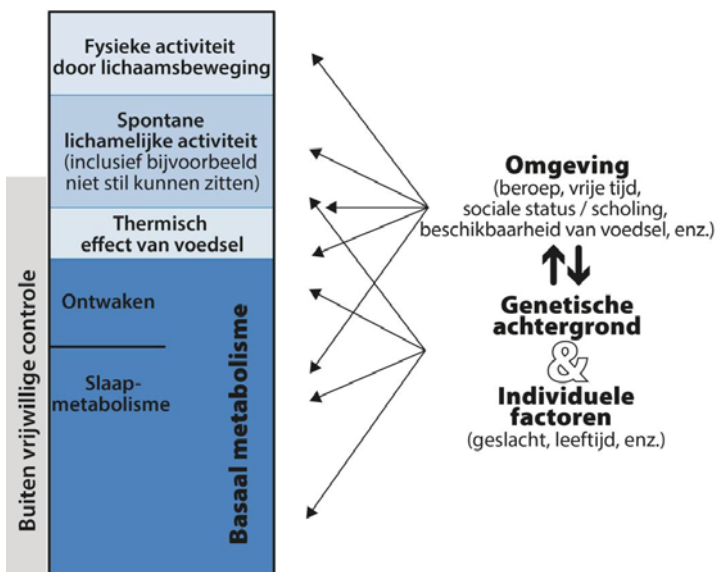 Fysieke activiteit
door lichaamsbeweging
Spontane
lichamelijke activiteit
(inclusief bijvoorbeeld
niet stil kunnen zitten)
Thermisch
effect van voedsel
Ontwaken
Slaap-
metabolisme
Basaal metabolisme
Buiten vrijwillige controle
Omgeving
(beroep, vrije tijd,
sociale status / scholing,
beschikbaarheid van voedsel, enz.)
Genetische
achtergrond
&
Individuele
factoren
(geslacht, leeftijd, enz.)